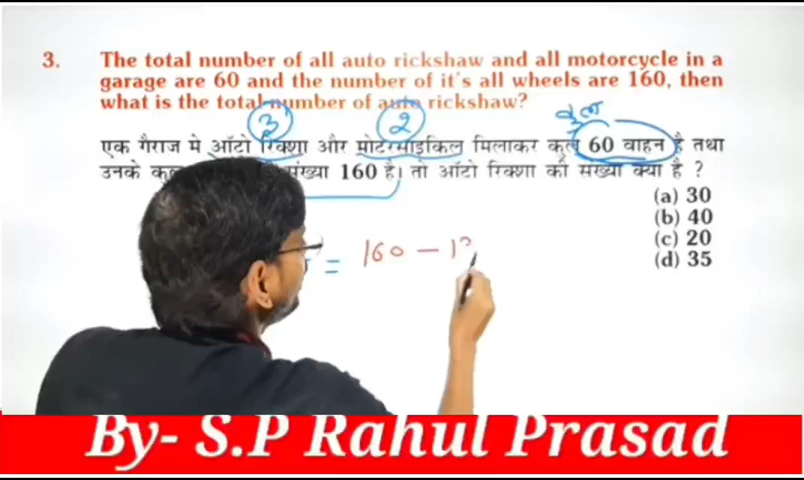 3. The total number of all auto rickshaw and all motorcycle in a
garage are 60 and the number of it's all wheels are 160, then
what is the total number of auto rickshaw?
3 2 कुल
एक गैराज मे ऑटो रिक्शा और मोटरसाइकिल मिलाकर कुल 60 वाहन है तथा
उनके संख्या 160 है। तो ऑटो रिक्शा की संख्या क्या है ?
(a) 30
(b) 40
(c) 20
(d) 35
= 160 - 12
By- S.P Rahul Prasad